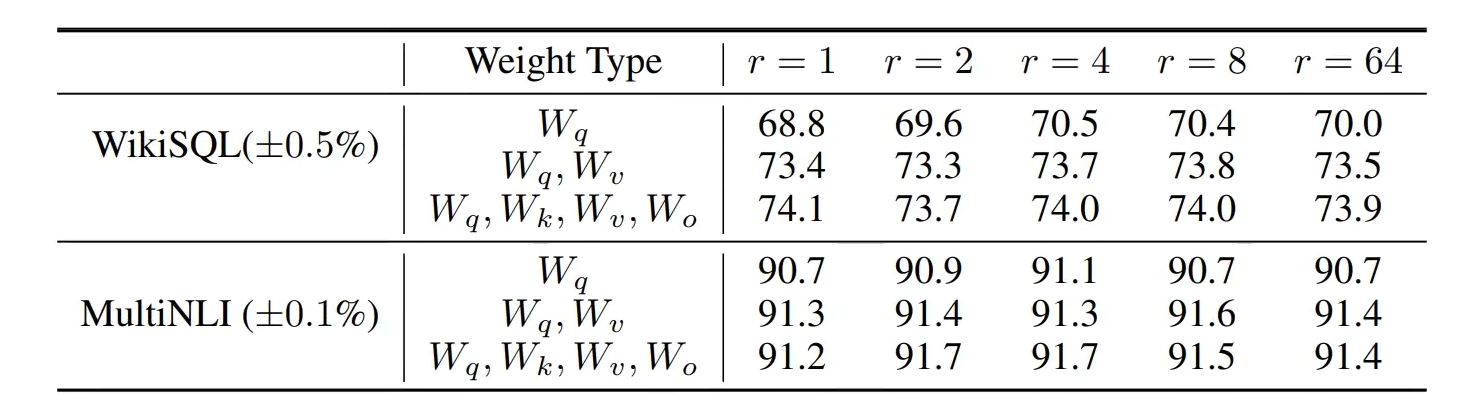 Weight Type r = 1 r = 2 r = 4 r = 8 r = 64
WikiSQL(±0.5%)
W_q 68.8 69.6 70.5 70.4 70.0
W_q, W_v 73.4 73.3 73.7 73.8 73.5
W_q, W_k, W_v, W_o 74.1 73.7 74.0 74.0 73.9
MultiNLI (±0.1%)
W_q 90.7 90.9 91.1 90.7 90.7
W_q, W_v 91.3 91.4 91.3 91.6 91.4
W_q, W_k, W_v, W_o 91.2 91.7 91.7 91.5 91.4